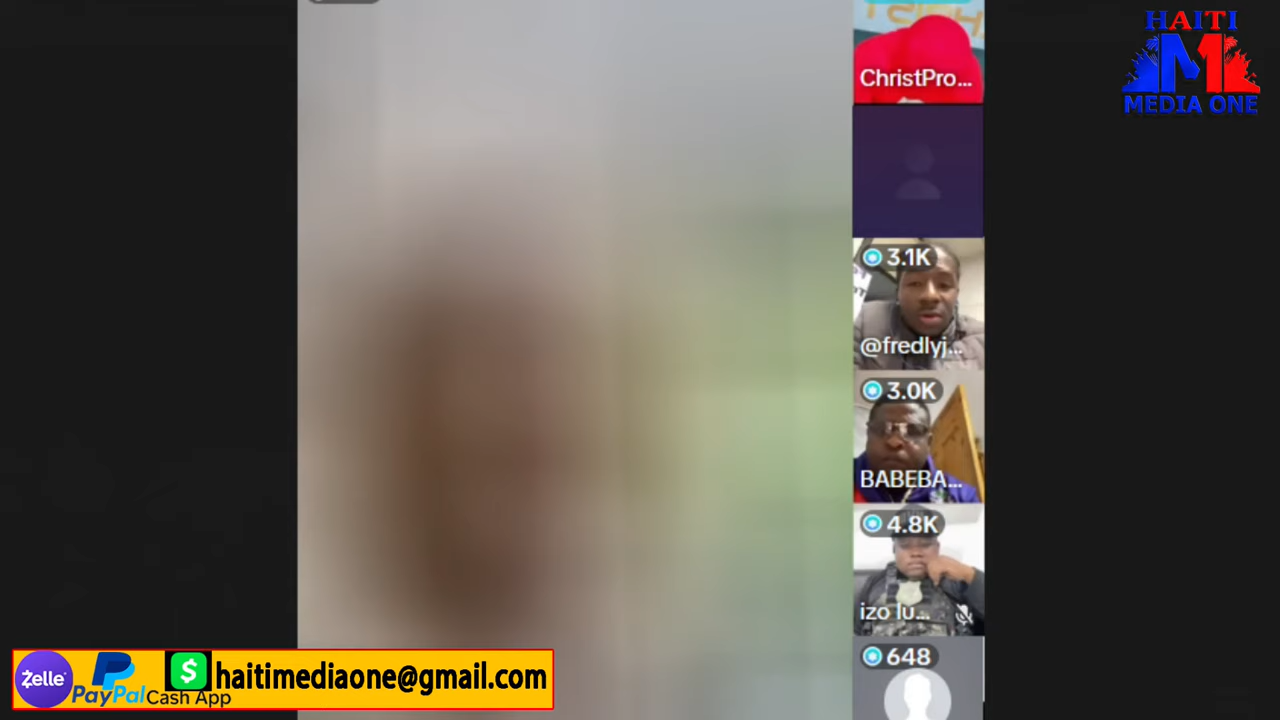 HAITI
M1
MEDIA ONE
ChristPro...
3.1K
@fredlyj...
3.0K
BABEBA...
4.8K
izo lu...
648
Zelle
PayPal
$
Cash App
haitimediaone@gmail.com